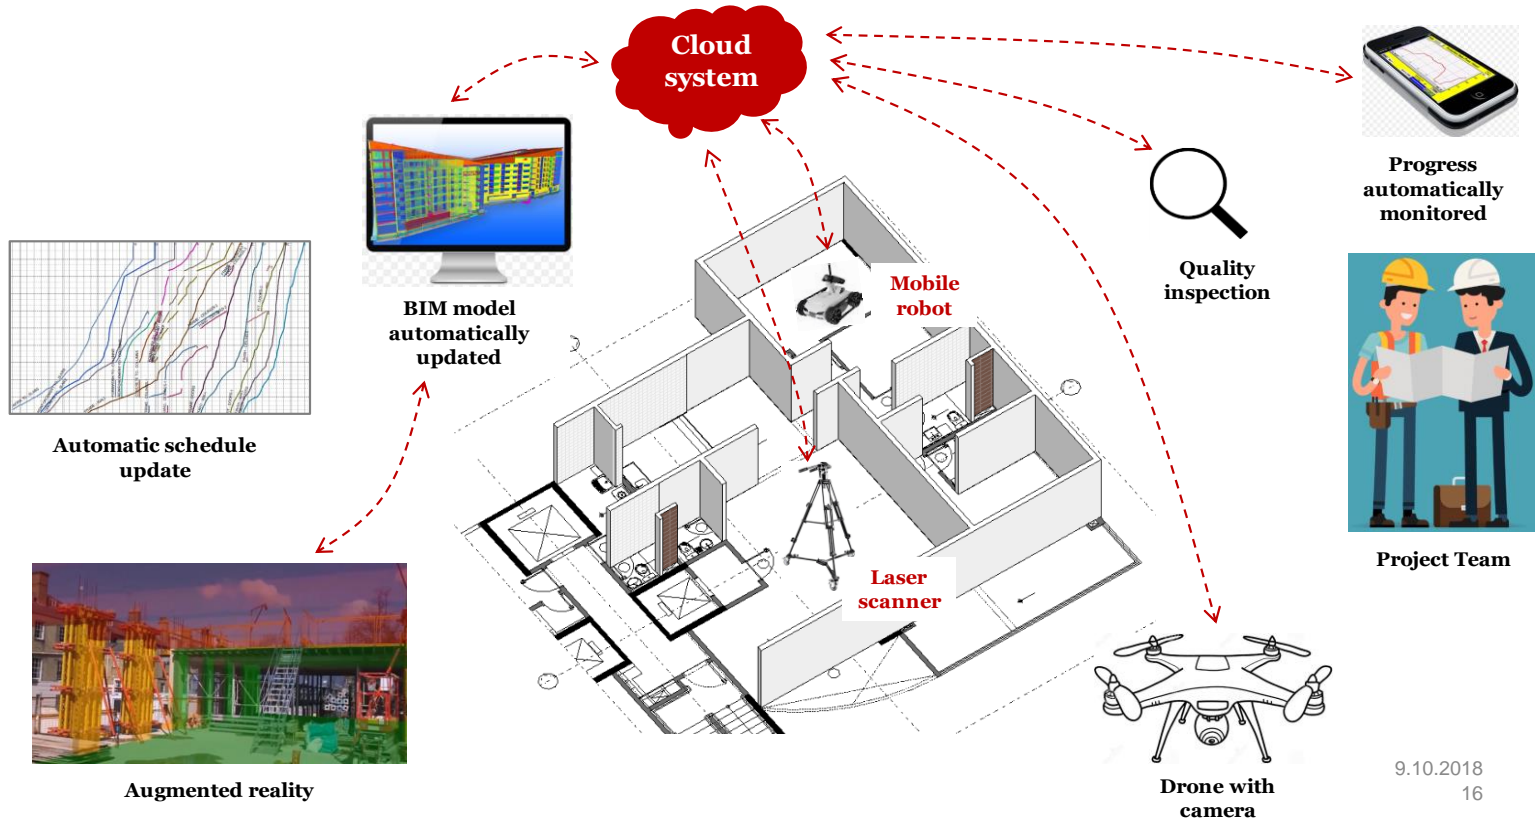 Cloud
system
Progress
automatically
monitored
Quality
inspection
Mobile
robot
BIM model
automatically
updated
Automatic schedule
update
Project Team
Laser
scanner
Augmented reality
Drone with
camera
9.10.2018
16